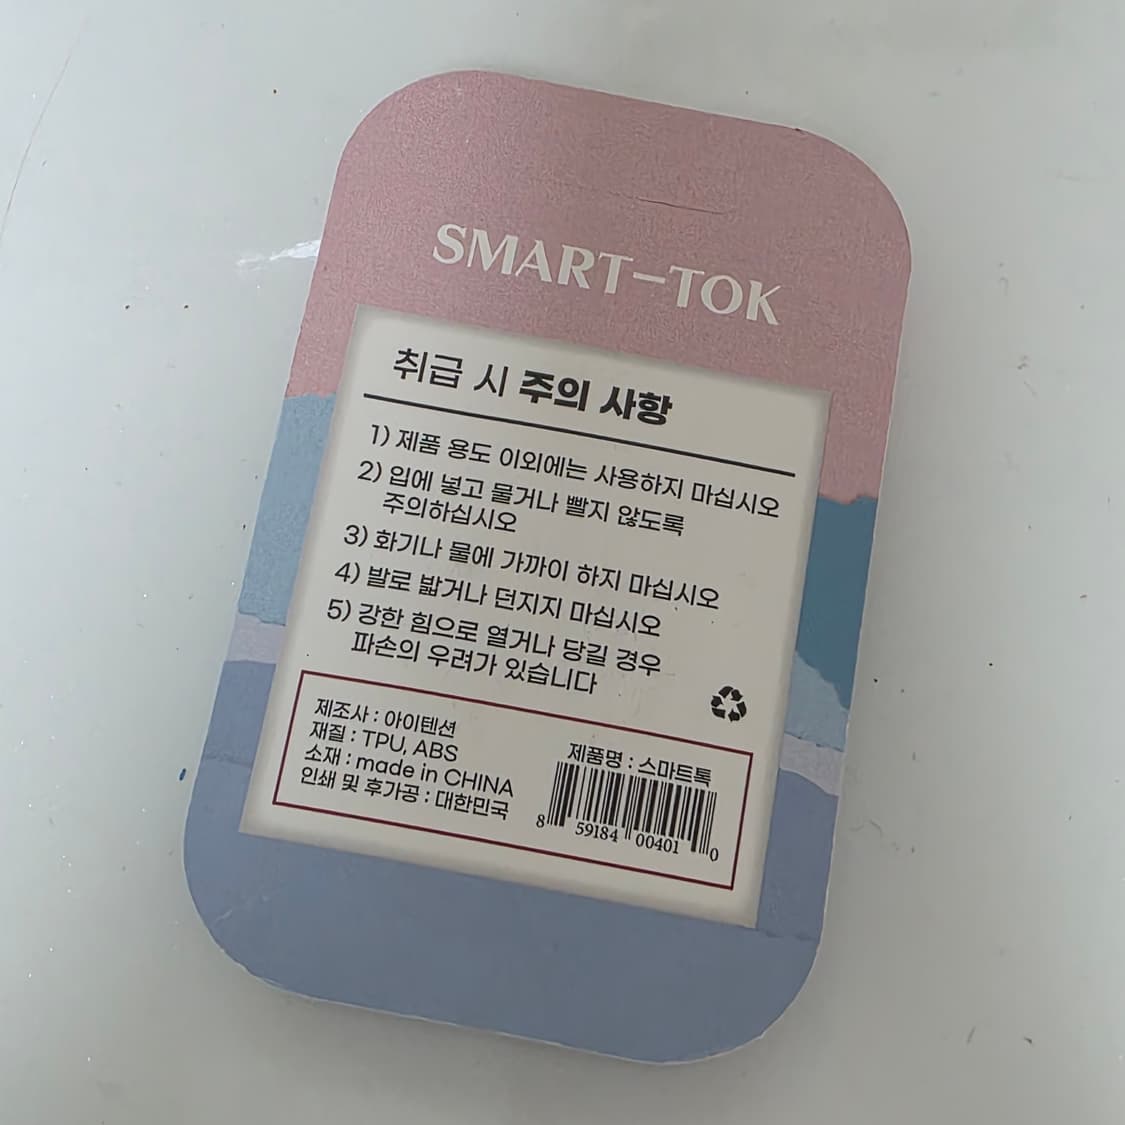 SMART-TOK
취급 시 주의 사항
1) 제품 용도 이외에는 사용하지 마십시오
2) 입에 넣고 물거나 빨지 않도록
주의하십시오
3) 화기나 물에 가까이 하지 마십시오
4) 발로 밟거나 던지지 마십시오
5) 강한 힘으로 열거나 당길 경우
파손의 우려가 있습니다
제조사 : 아이텐션
재질 : TPU, ABS
소재 : made in CHINA
인쇄 및 후가공 : 대한민국
제품명 : 스마트톡
8 59184 00401 0